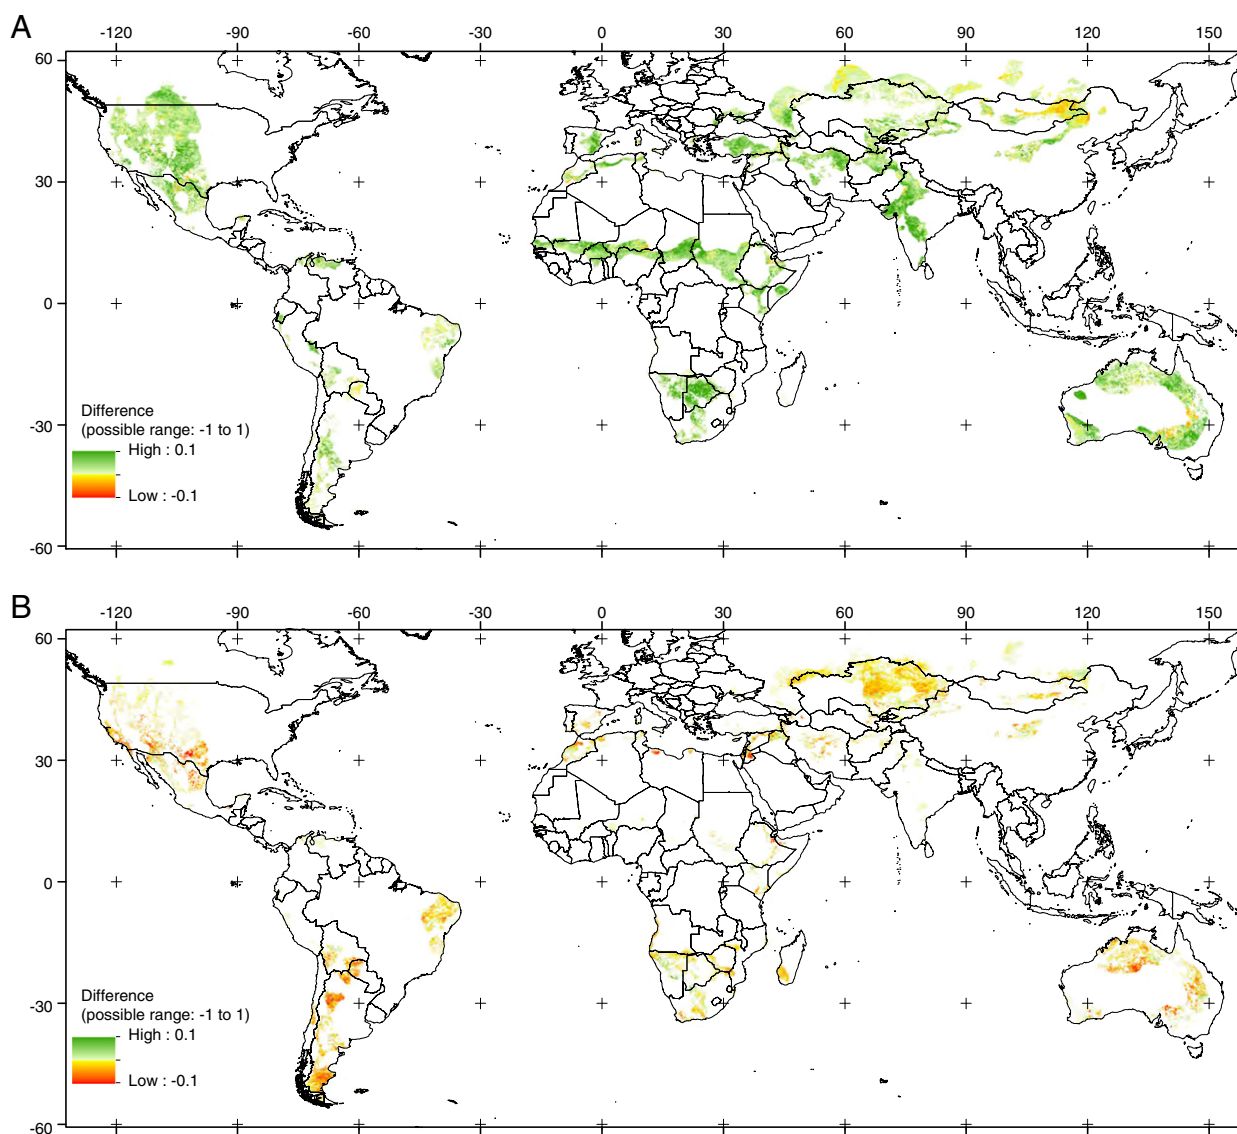 A
-120 -90 -60 -30 0 30 60 90 120 150
60
30
0
-30
-60
Difference
(possible range: -1 to 1)
High : 0.1
Low : -0.1
B
-120 -90 -60 -30 0 30 60 90 120 150
60
30
0
-30
-60
Difference
(possible range: -1 to 1)
High : 0.1
Low : -0.1